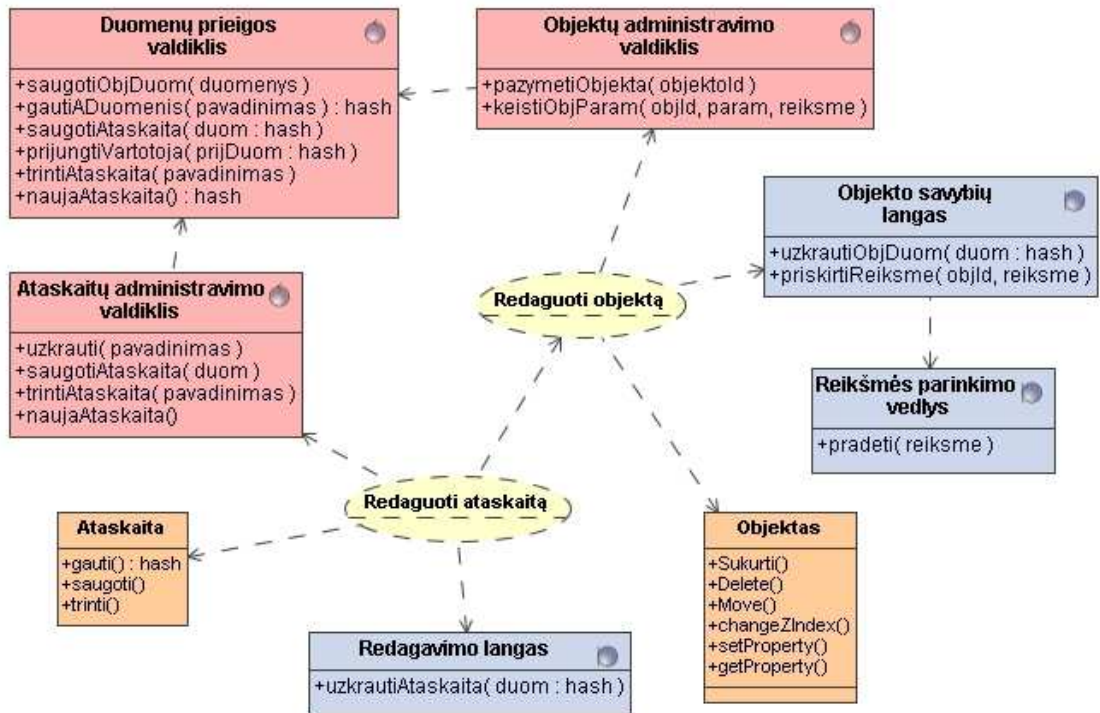 Duomenų prieigos
valdiklis
+saugotiObjDuom( duomenys )
+gautiADuomenis( pavadinimas ) : hash
+saugotiAtaskaita( duom : hash )
+prijungtiVartotoja( prijDuom : hash )
+trintiAtaskaita( pavadinimas )
+naujaAtaskaita() : hash
Objektų administravimo
valdiklis
+pazymetiObjekta( objektoId )
+keistiObjParam( objId, param, reiksme )
Objekto savybių
langas
+uzkrautiObjDuom( duom : hash )
+priskirtiReiksme( objId, reiksme )
Ataskaitų administravimo
valdiklis
+uzkrauti( pavadinimas )
+saugotiAtaskaita( duom )
+trintiAtaskaita( pavadinimas )
+naujaAtaskaita()
Redaguoti objektą
Reikšmės parinkimo
vedlys
+pradeti( reiksme )
Redaguoti ataskaitą
Ataskaita
+gauti() : hash
+saugoti()
+trinti()
Objektas
+Sukurti()
+Delete()
+Move()
+changeZIndex()
+setProperty()
+getProperty()
Redagavimo langas
+uzkrautiAtaskaita( duom : hash )